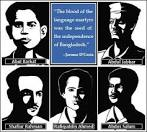 "The blood of the
language martyrs
was the seed of
the independence
of Bangladesh."
Abul Barkat
Abdul Jabbar
Shafiur Rahman
Rafiquddin Ahmed
Abdus Salam